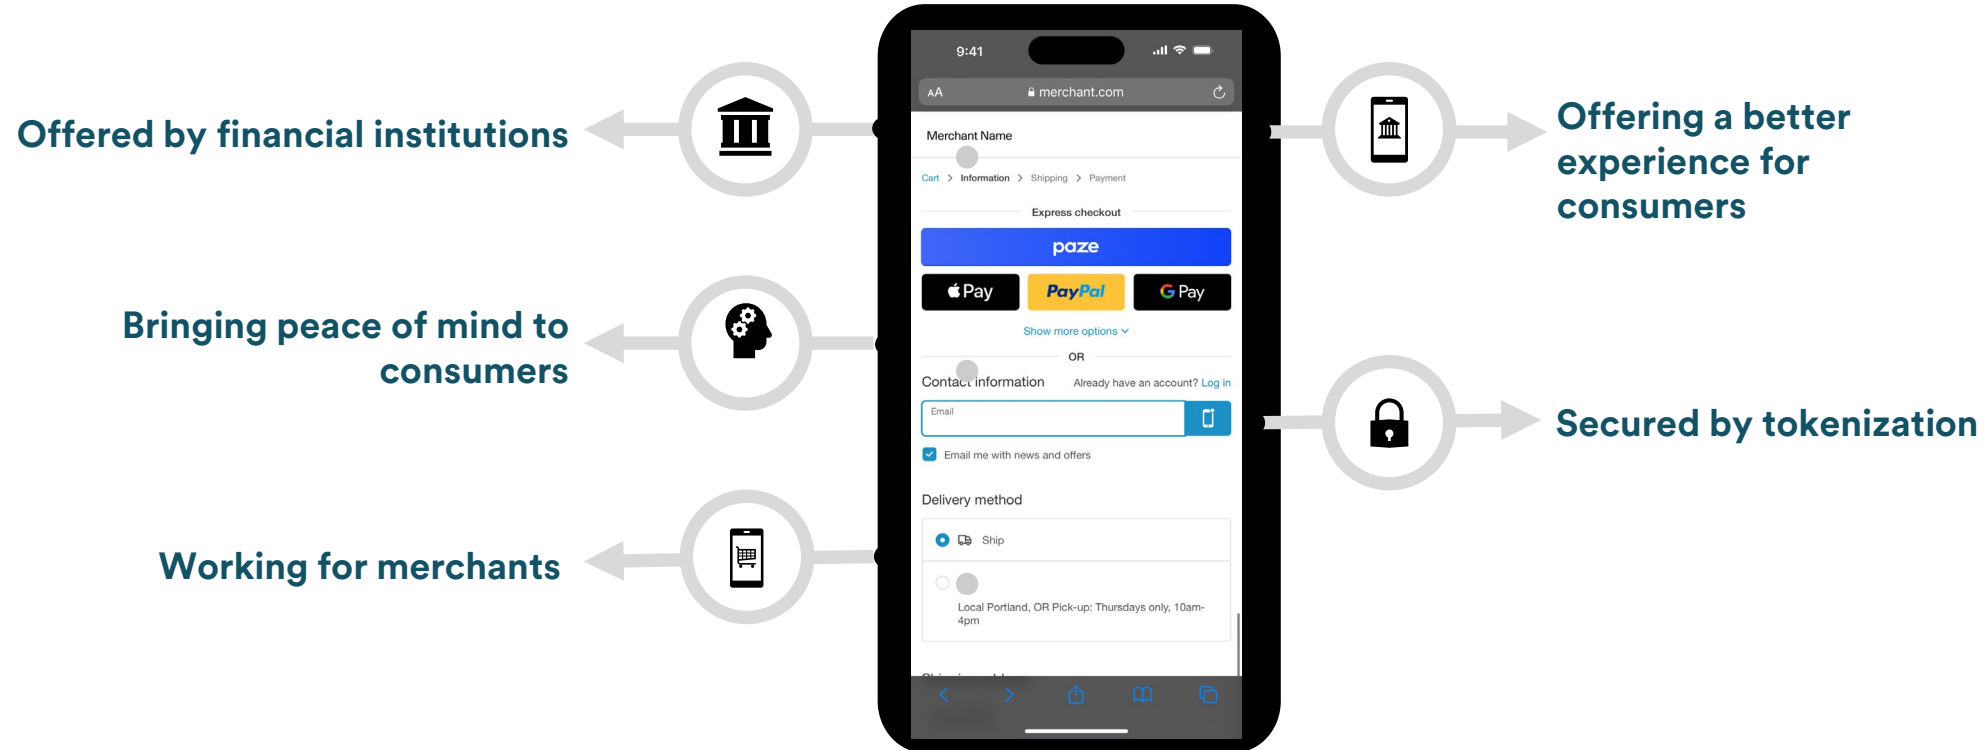 Offered by financial institutions
Bringing peace of mind to
consumers
Working for merchants
9:41
AA
merchant.com
Merchant Name
Cart > Information > Shipping > Payment
Express checkout
paze
Pay
PayPal
G Pay
Show more options
OR
Contact information
Already have an account? Log in
Email
Email me with news and offers
Delivery method
Ship
Local Portland, OR Pick-up: Thursdays only, 10am-
4pm
Offering a better
experience for
consumers
Secured by tokenization